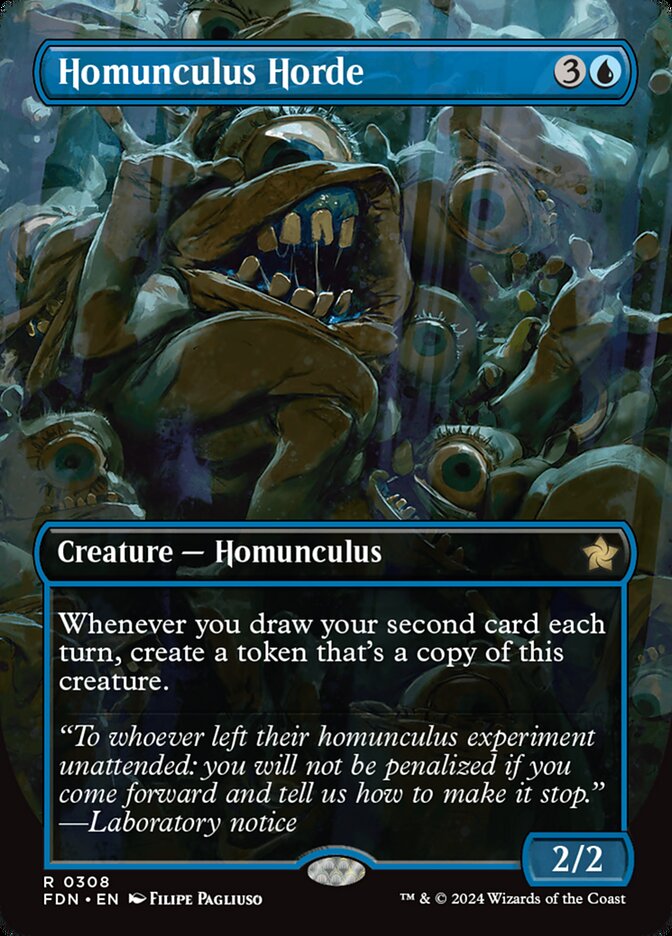 Homunculus Horde 3
Creature — Homunculus
Whenever you draw your second card each
turn, create a token that's a copy of this
creature.
“To whoever left their homunculus experiment
unattended: you will not be penalized if you
come forward and tell us how to make it stop.”
—Laboratory notice
2/2
R 0308
FDN • EN Filipe Pagliuso
™ & © 2024 Wizards of the Coast